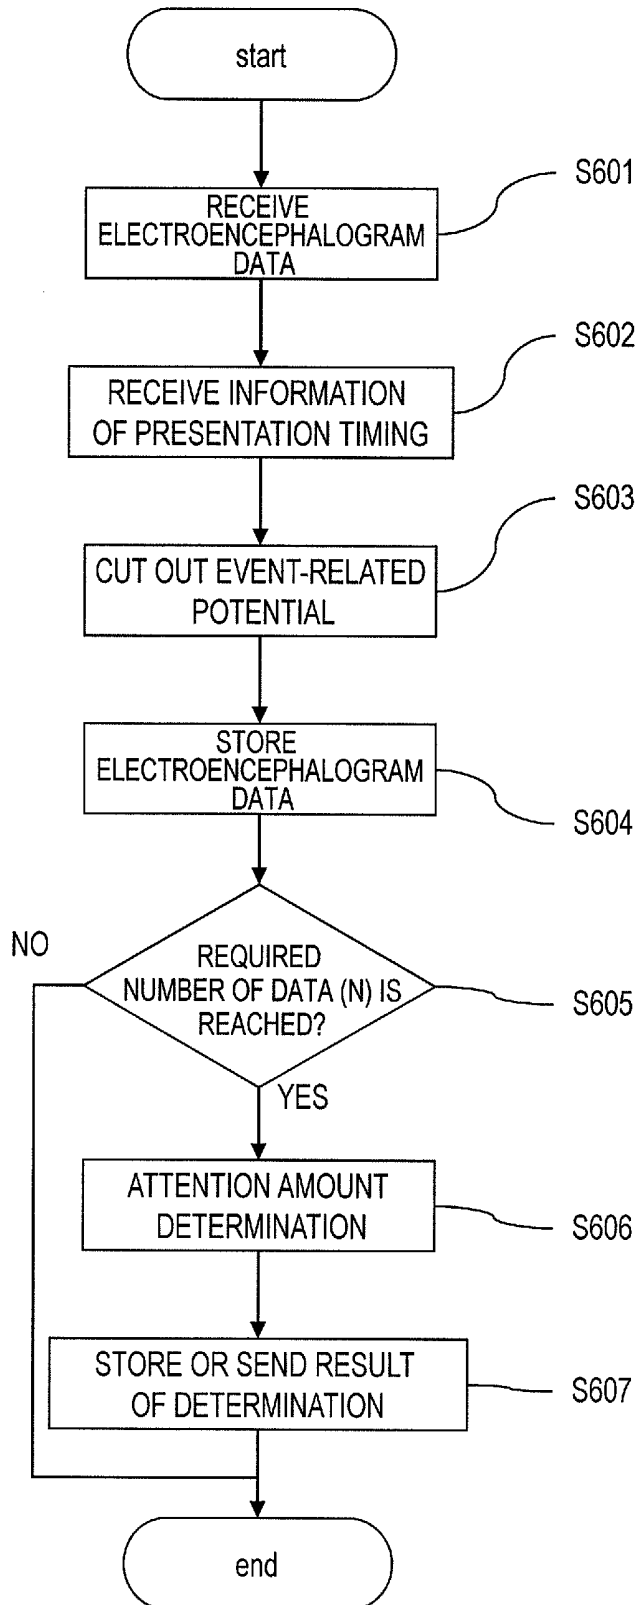 start
S601
RECEIVE
ELECTROENCEPHALOGRAM
DATA
S602
RECEIVE INFORMATION
OF PRESENTATION TIMING
S603
CUT OUT EVENT-RELATED
POTENTIAL
STORE
ELECTROENCEPHALOGRAM
DATA
S604
NO
REQUIRED
NUMBER OF DATA (N) IS
REACHED?
S605
YES
ATTENTION AMOUNT
DETERMINATION
S606
STORE OR SEND RESULT
OF DETERMINATION
S607
end